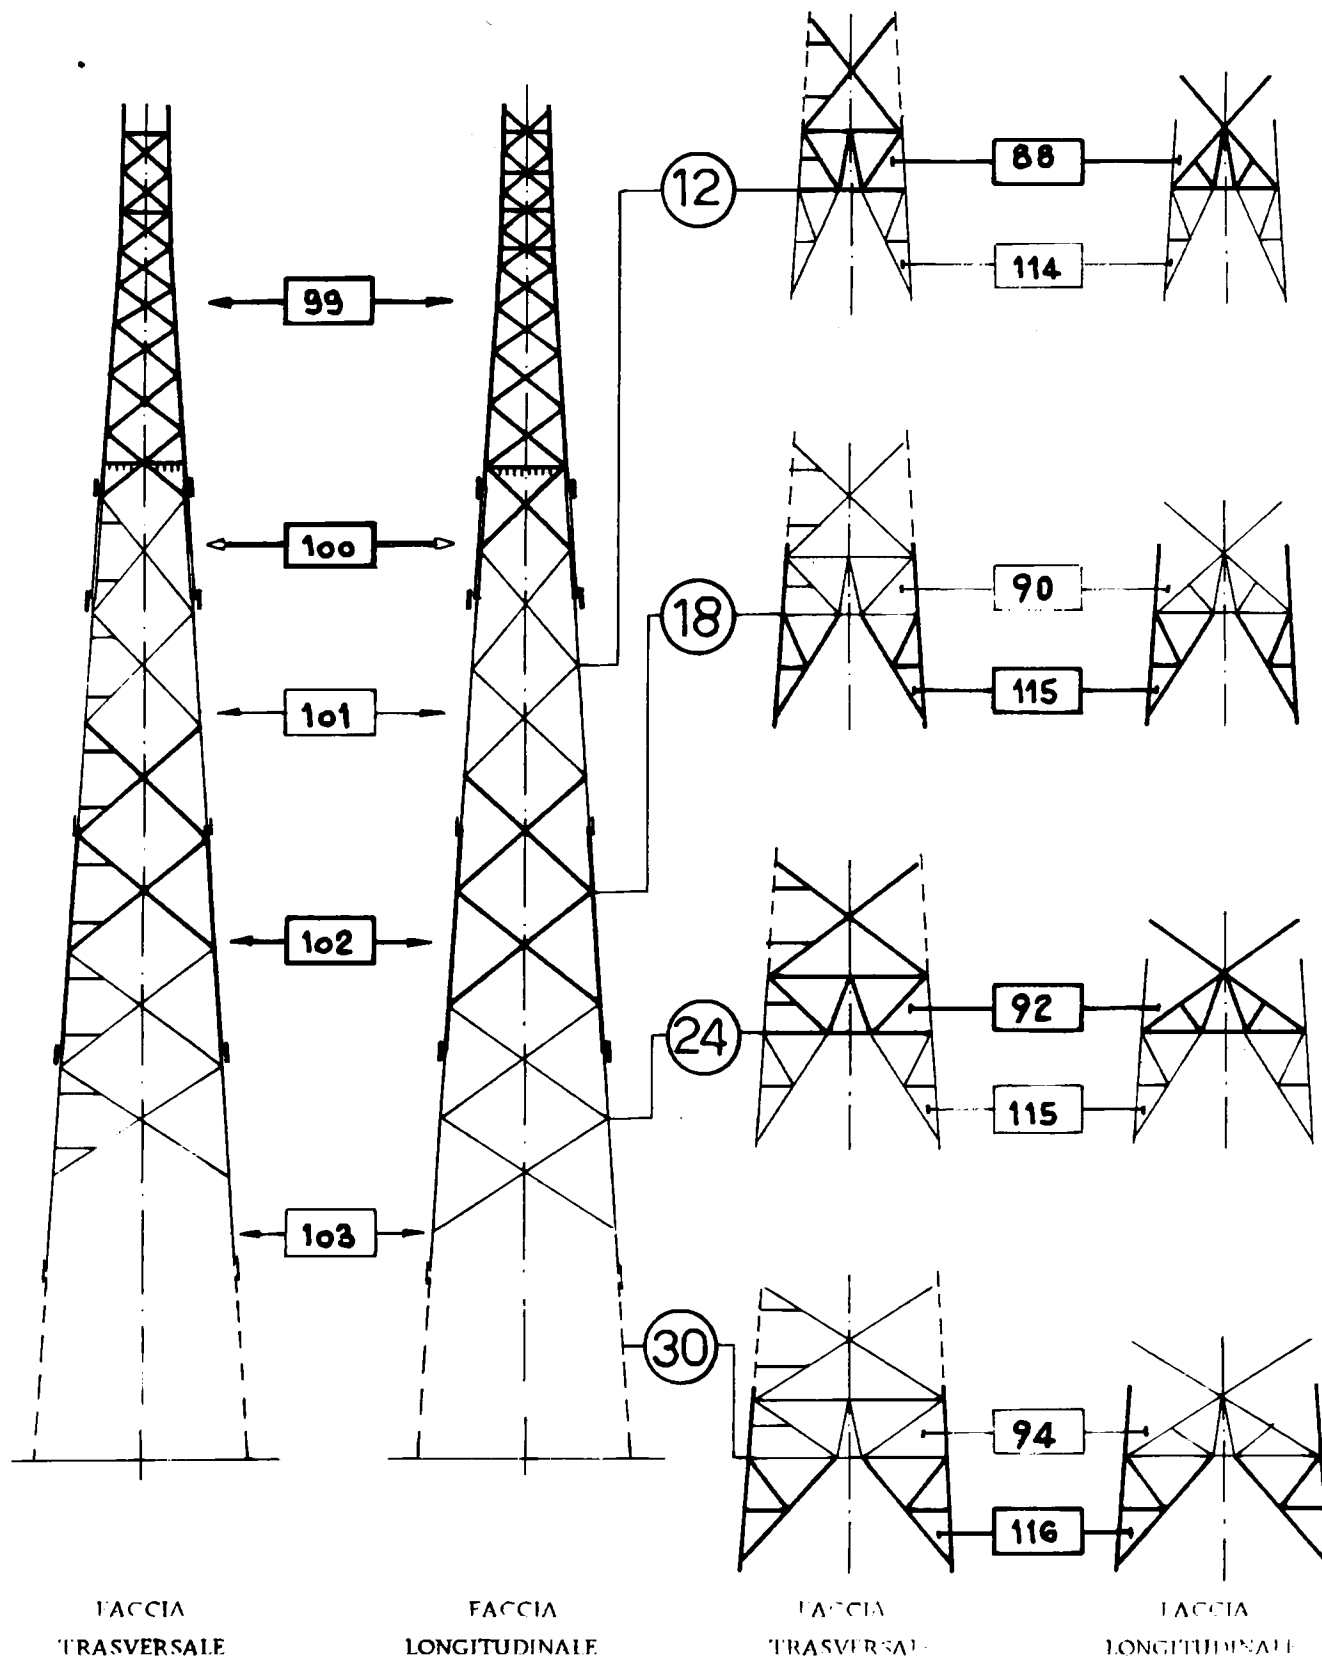 12
88
114
99
100
18
90
115
101
102
24
92
115
103
30
94
116
FACCIA
TRASVERSALE
FACCIA
LONGITUDINALE
FACCIA
TRASVERSALE
FACCIA
LONGITUDINALE